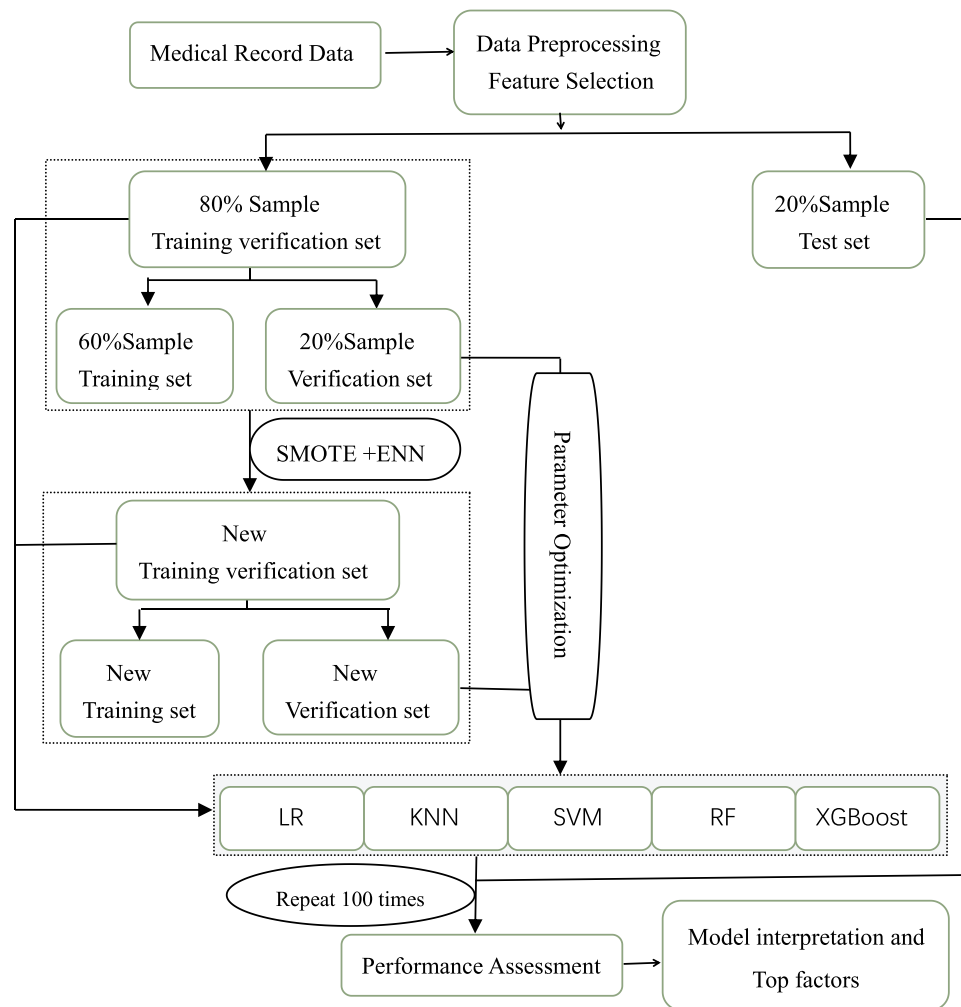 Medical Record Data
Data Preprocessing
Feature Selection
80% Sample
Training verification set
20%Sample
Test set
60%Sample
Training set
20%Sample
Verification set
SMOTE +ENN
Parameter Optimization
New
Training verification set
New
Training set
New
Verification set
LR
KNN
SVM
RF
XGBoost
Repeat 100 times
Performance Assessment
Model interpretation and
Top factors